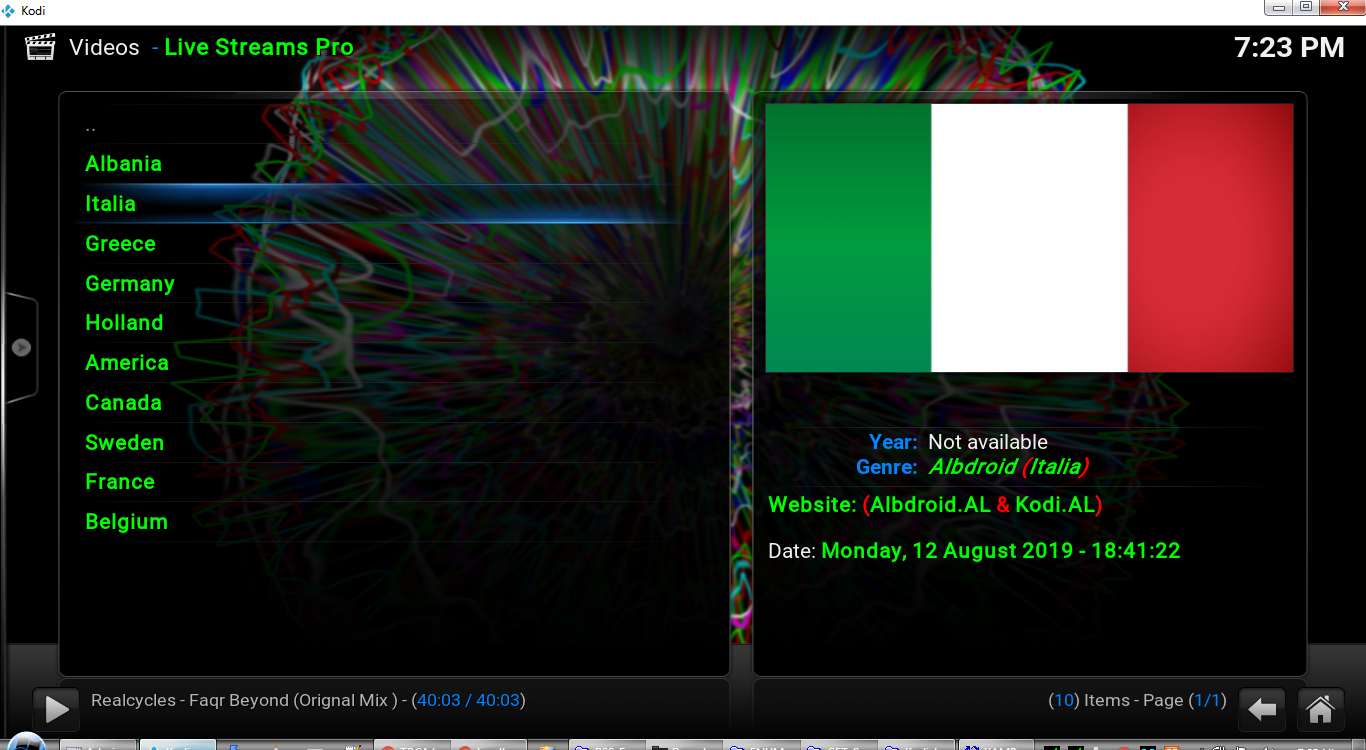 Kodi
Videos - Live Streams Pro
7:23 PM
..
Albania
Italia
Greece
Germany
Holland
America
Canada
Sweden
France
Belgium
Year: Not available
Genre: Albdroid (Italia)
Website: (Albdroid.AL & Kodi.AL)
Date: Monday, 12 August 2019 - 18:41:22
Realcycles - Faqr Beyond (Orignal Mix ) - (40:03 / 40:03)
(10) Items - Page (1/1)